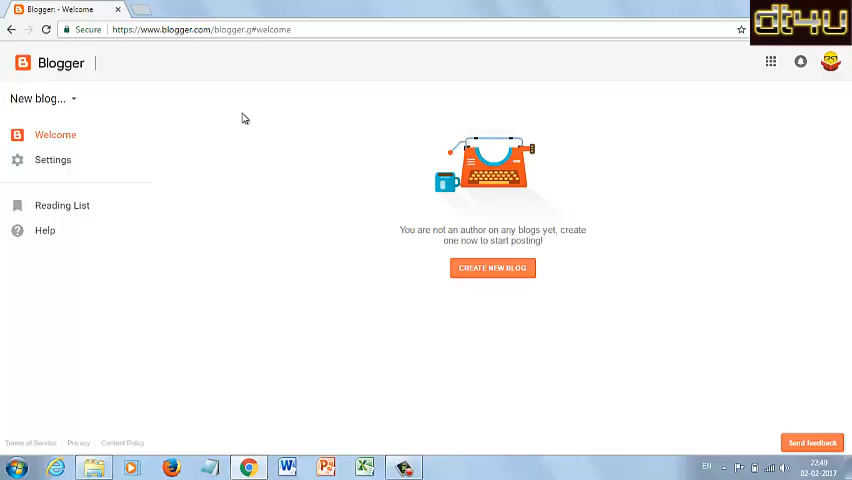 Blogger: - Welcome
dt4u
Secure
https://www.blogger.com/blogger.g#welcome
Blogger
New blog...
Welcome
Settings
Reading List
Help
You are not an author on any blogs yet, create
one now to start posting!
CREATE NEW BLOG
Terms of Service | Privacy | Content Policy
Send feedback
EN
22:49
02-02-2017